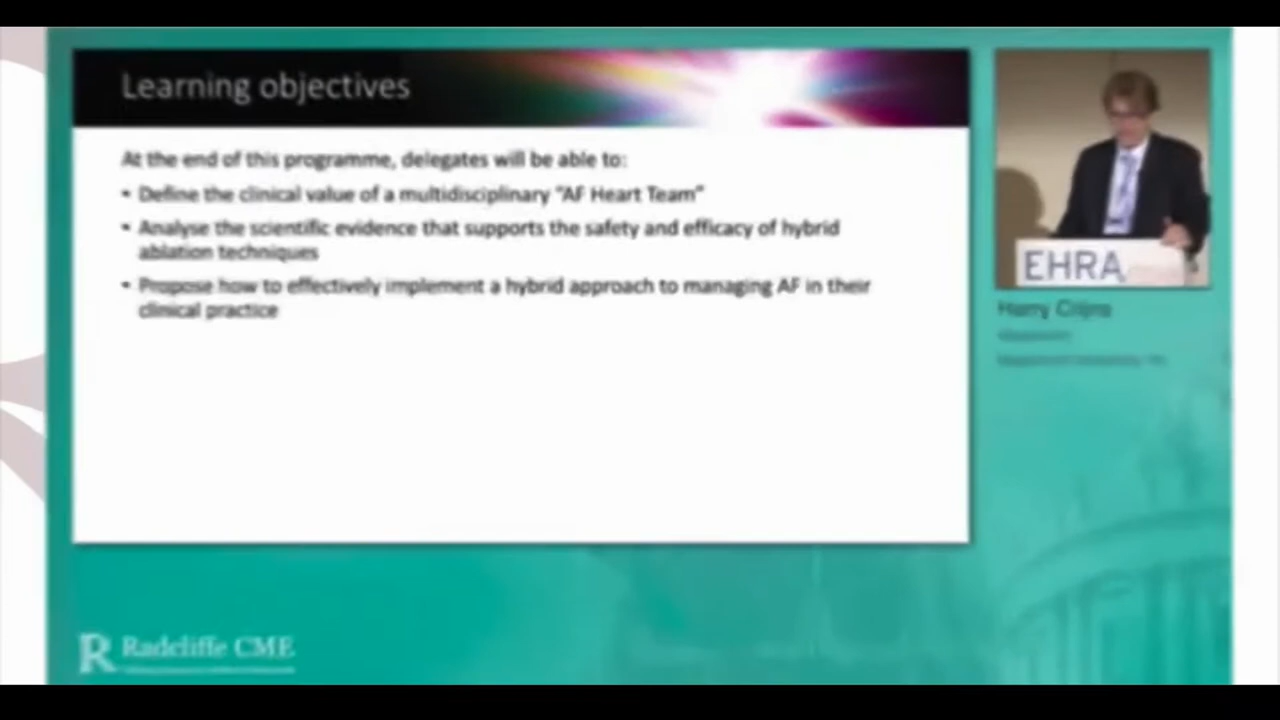 Learning objectives
At the end of this programme, delegates will be able to:
• Define the clinical value of a multidisciplinary "AF Heart Team"
• Analyse the scientific evidence that supports the safety and efficacy of hybrid
ablation techniques
• Propose how to effectively implement a hybrid approach to managing AF in their
clinical practice
EHRA
Harry
R Radcliffe CME